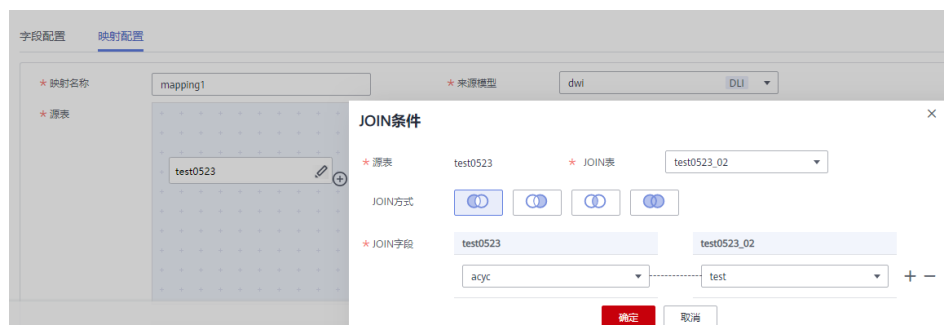 字段配置 映射配置
* 映射名称 mapping1 * 来源模型 dwi DLI
* 源表
test0523
JOIN条件
* 源表 test0523 * JOIN表 test0523_02
JOIN方式
* JOIN字段 test0523 test0523_02
acyc test
确定 取消